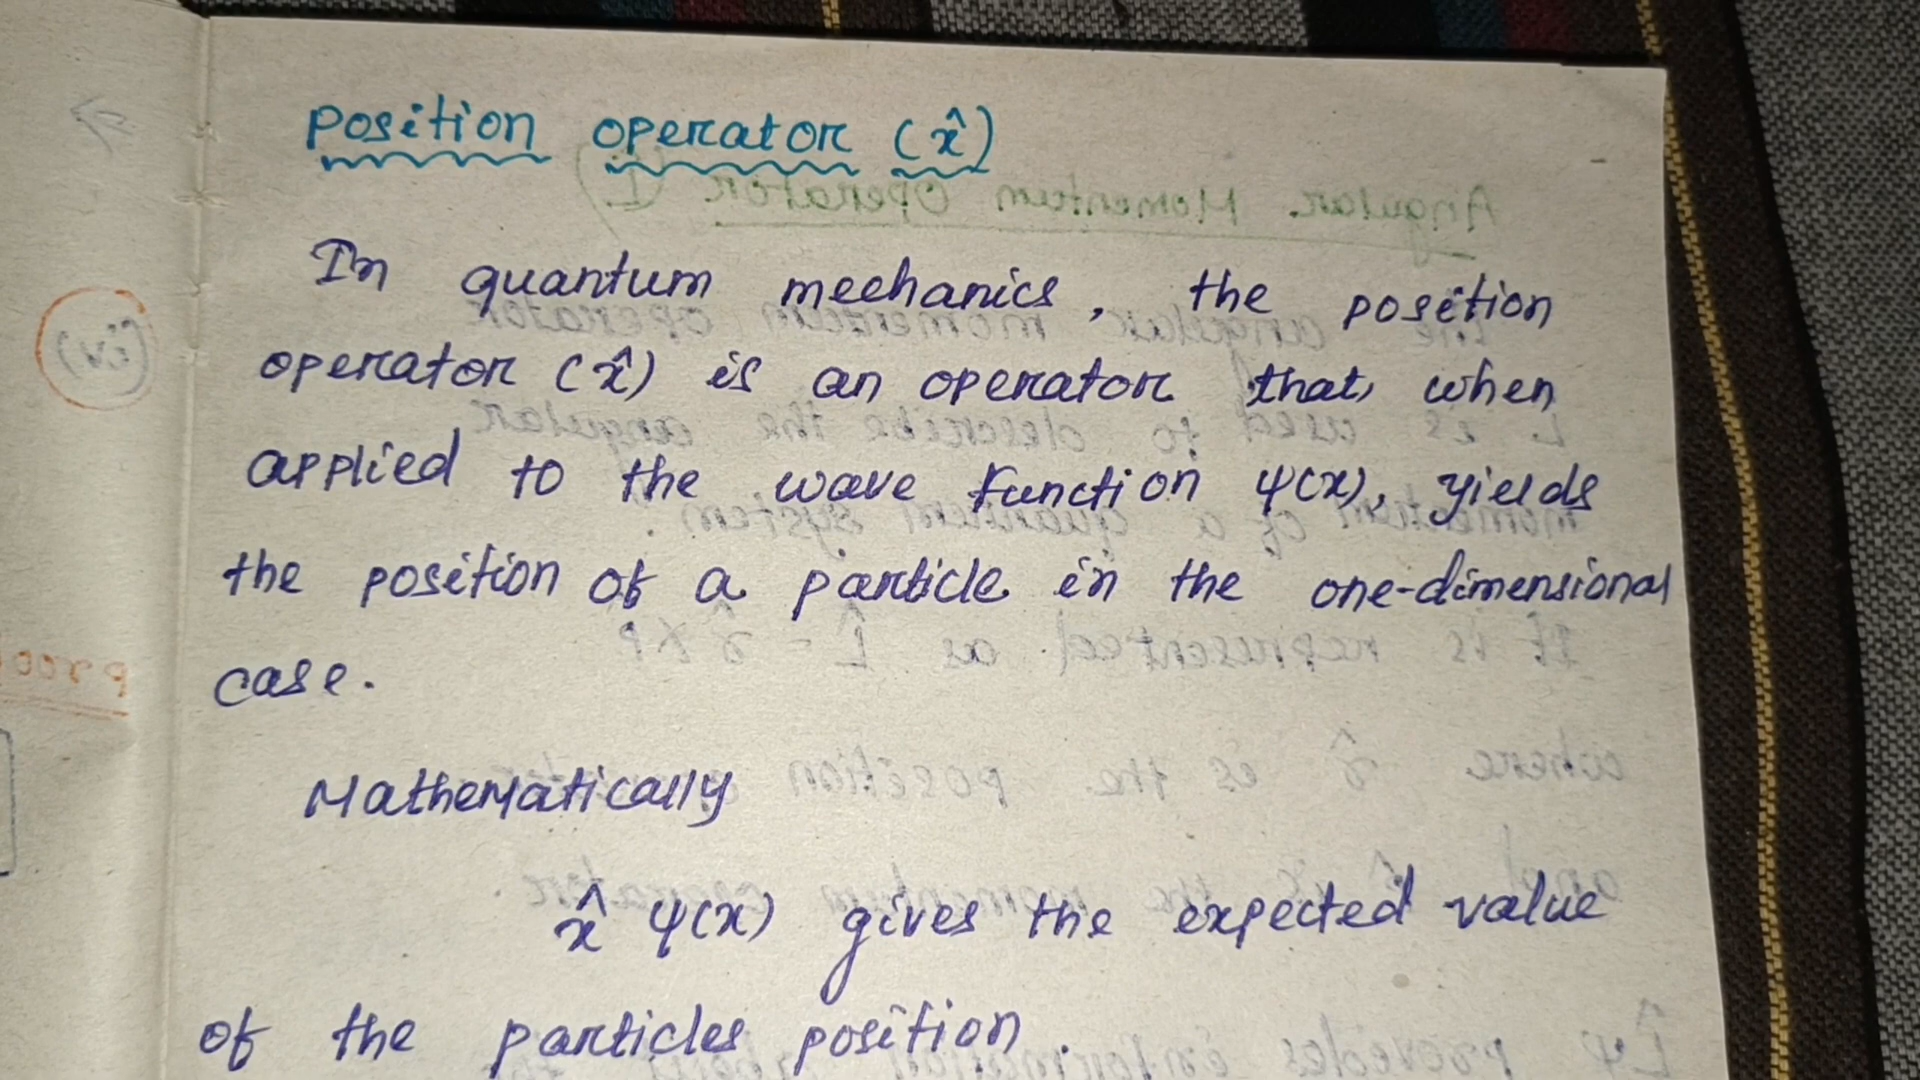 Position operator (x̂)
In quantum mechanics, the position
operator (x̂) is an operator that, when
applied to the wave function ψ(x), yields
the position of a particle in the one-dimensional
case.
Mathematically
x̂ ψ(x) gives the expected value
of the particles position.